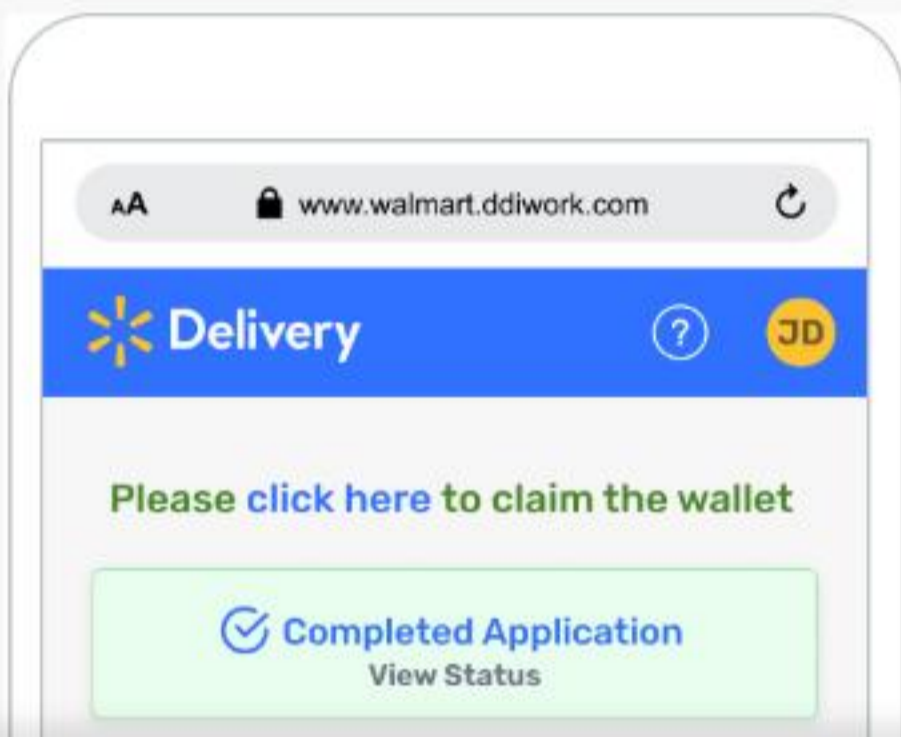 AA www.walmart.ddiwork.com
Delivery ? JD
Please click here to claim the wallet
Completed Application
View Status